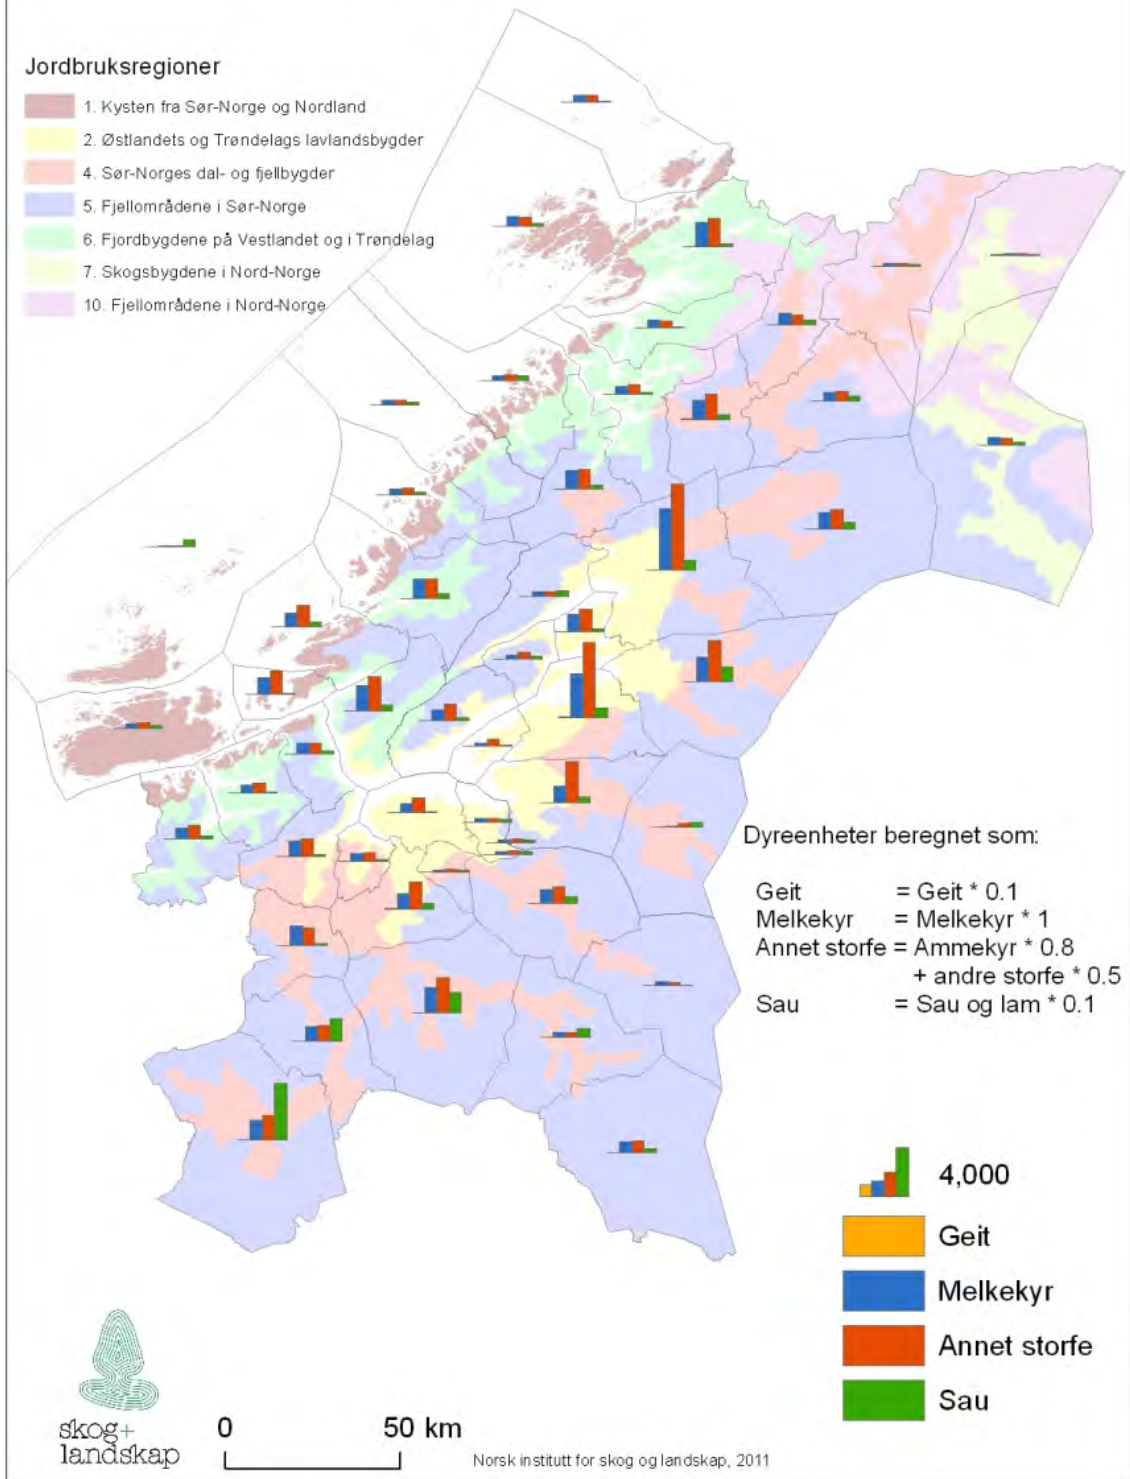 Jordbruksregioner
1. Kysten fra Sør-Norge og Nordland
2. Østlandets og Trøndelags lavlandsbygder
4. Sør-Norges dal- og fjellbygder
5. Fjellområdene i Sør-Norge
6. Fjordbygdene på Vestlandet og i Trøndelag
7. Skogsbygdene i Nord-Norge
10. Fjellområdene i Nord-Norge
Dyreenheter beregnet som:
Geit = Geit * 0.1
Melkekyr = Melkekyr * 1
Annet storfe = Ammekyr * 0.8
+ andre storfe * 0.5
Sau = Sau og lam * 0.1
4,000
Geit
Melkekyr
Annet storfe
Sau
skog+
landskap
0 50 km
Norsk institutt for skog og landskap, 2011